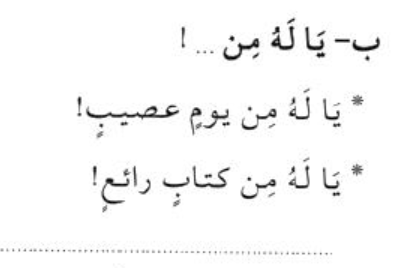 ب- يَا لَهُ مِن ... !
* يَا لَهُ مِن يومٍ عصيبٍ!
* يَا لَهُ مِن كتابٍ رائعٍ!